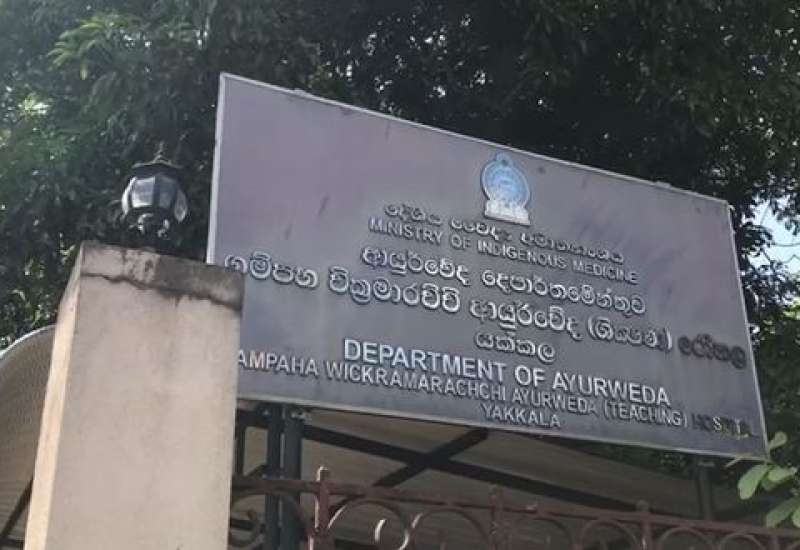 දේශීය වෛද්‍ය අමාත්‍යාංශය
MINISTRY OF INDIGENOUS MEDICINE
ආයුර්වේද දෙපාර්තමේන්තුව
ගම්පහ වික්‍රමාරච්චි ආයුර්වේද (ශික්ෂණ) රෝහල
යක්කල
DEPARTMENT OF AYURWEDA
AMPAHA WICKRAMARACHCHI AYURWEDA (TEACHING) HOSPITAL
YAKKALA